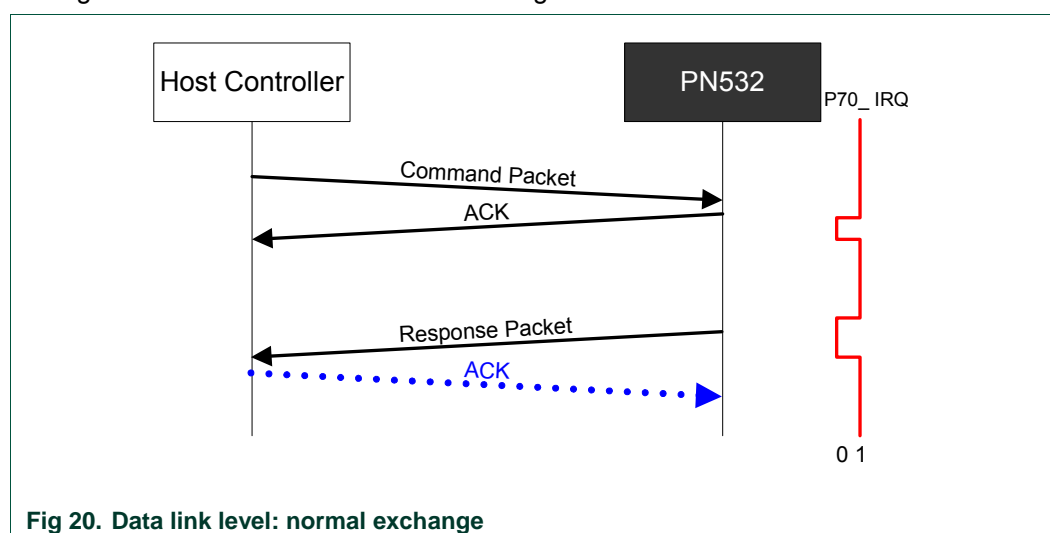 Host Controller
PN532
P70_ IRQ
Command Packet
ACK
Response Packet
ACK
0 1
Fig 20. Data link level: normal exchange